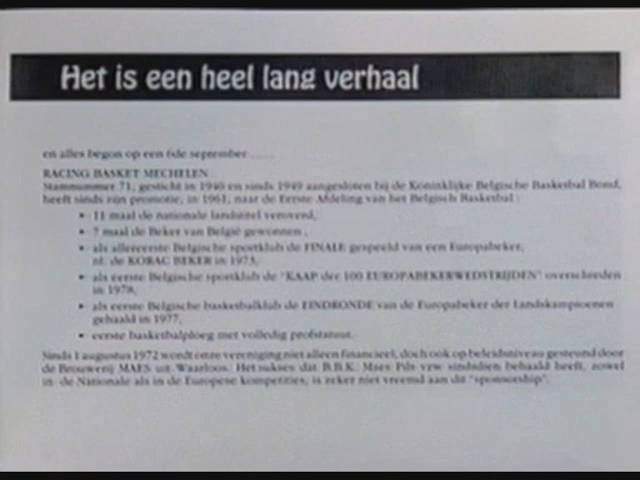 Het is een heel lang verhaal
en alles begon op een 6de september ......
RACING BASKET MECHELEN
Stamnummer 71, gesticht in 1940 en sinds 1949 aangesloten bij de Koninklijke Belgische Basketbal Bond,
heeft sinds zijn promotie, in 1961, naar de Eerste Afdeling van het Belgisch Basketbal :
• 11 maal de nationale landstitel veroverd,
• 7 maal de Beker van België gewonnen ,
• als allereerste Belgische sportklub de FINALE gespeeld van een Europabeker,
nl. de KORAC BEKER in 1973,
• als eerste Belgische sportklub de "KAAP der 100 EUROPABEKERWEDSTRIJDEN" overschreden
in 1978,
• als eerste Belgische basketbalklub de EINDRONDE van de Europabeker der Landskampioenen
gehaald in 1977,
• eerste basketbalploeg met volledig profstatuut.
Sinds 1 augustus 1972 wordt onze vereniging niet alleen financieel, doch ook op beleidsniveau gesteund door
de Brouwerij MAES uit Waarloos. Het sukses dat B.B.K. Maes Pils vzw sindsdien behaald heeft, zowel
in de Nationale als in de Europese kompetities, is zeker niet vreemd aan dit "sponsorship".